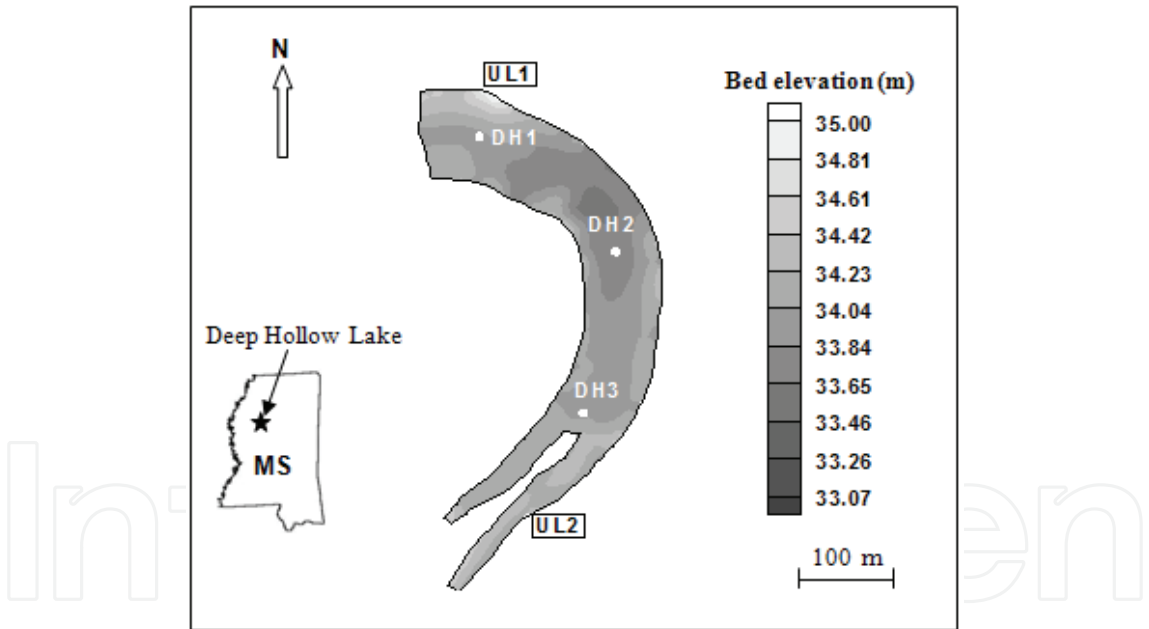 N
UL1
DH1
DH2
DH3
UL2
Deep Hollow Lake
MS
Bed elevation (m)
35.00
34.81
34.61
34.42
34.23
34.04
33.84
33.65
33.46
33.26
33.07
100 m